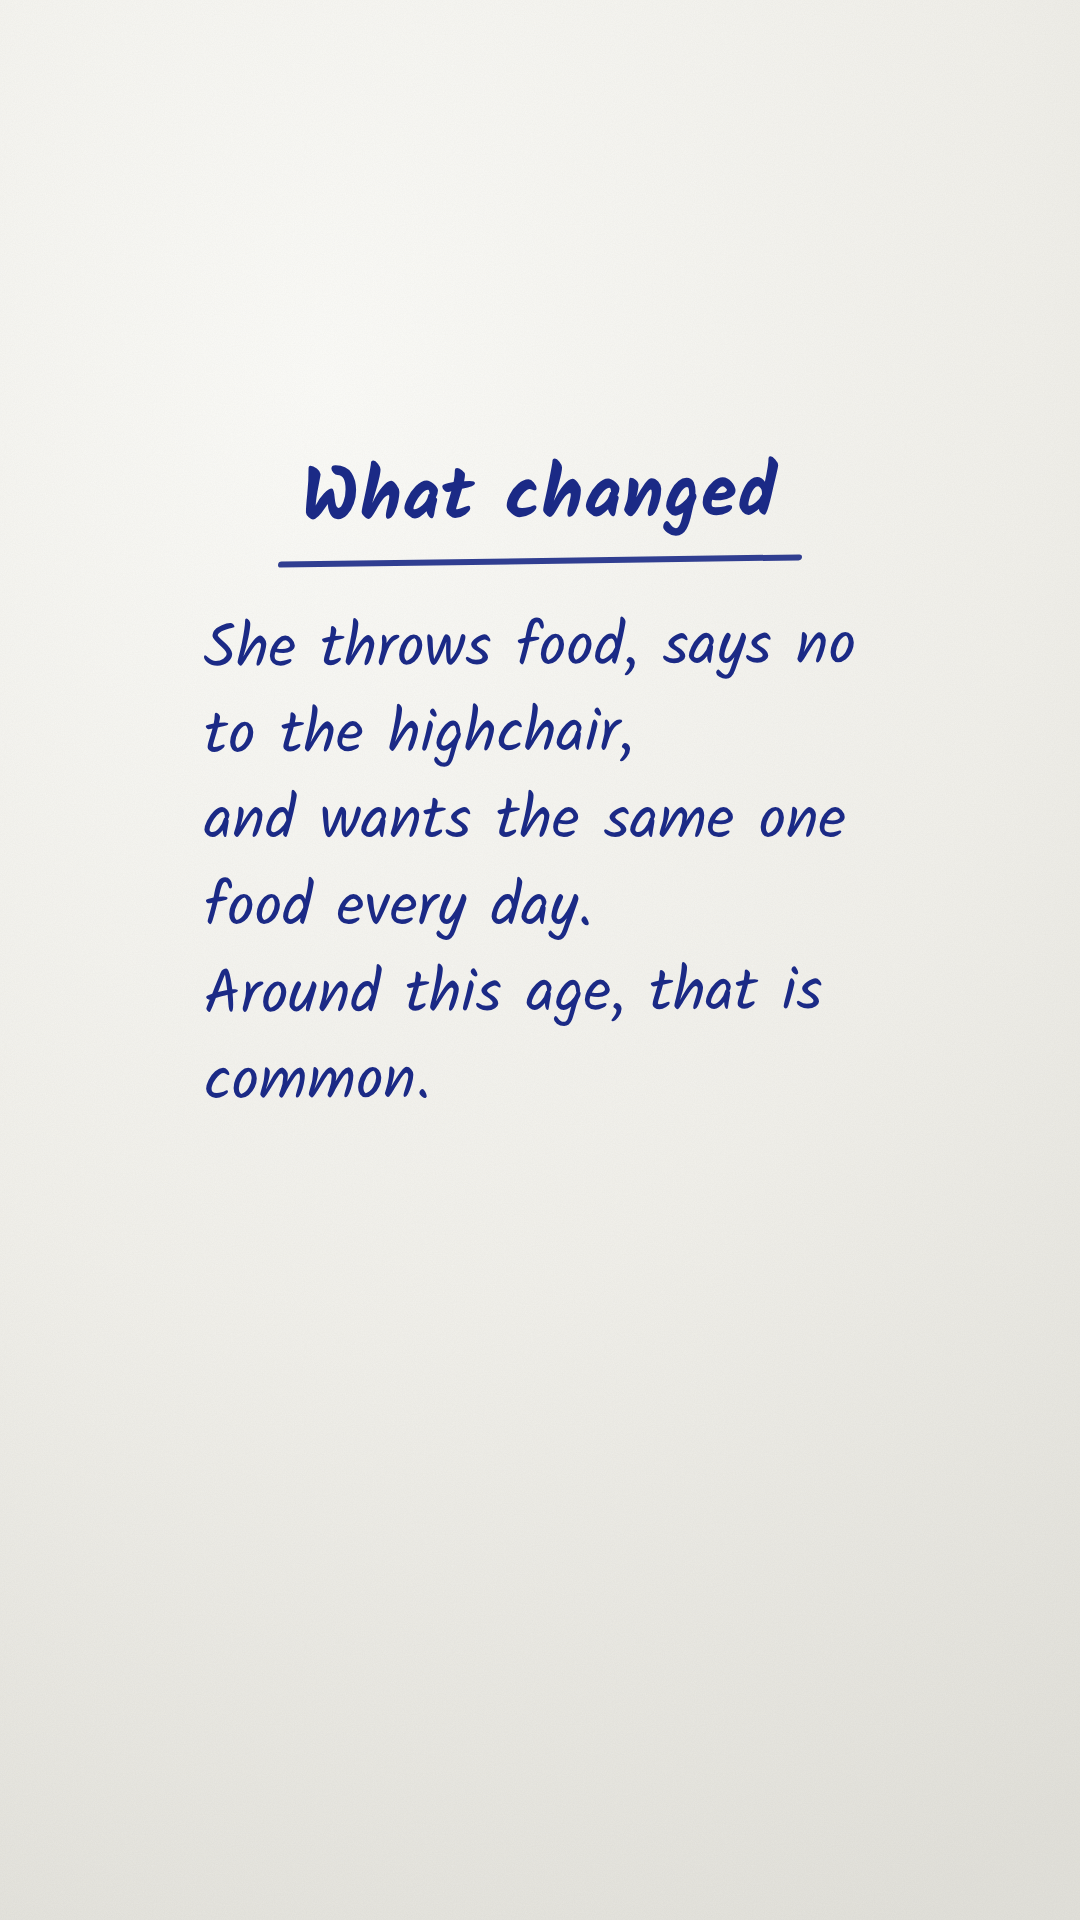 What changed
She throws food, says no
to the highchair,
and wants the same one
food every day.
Around this age, that is
common.